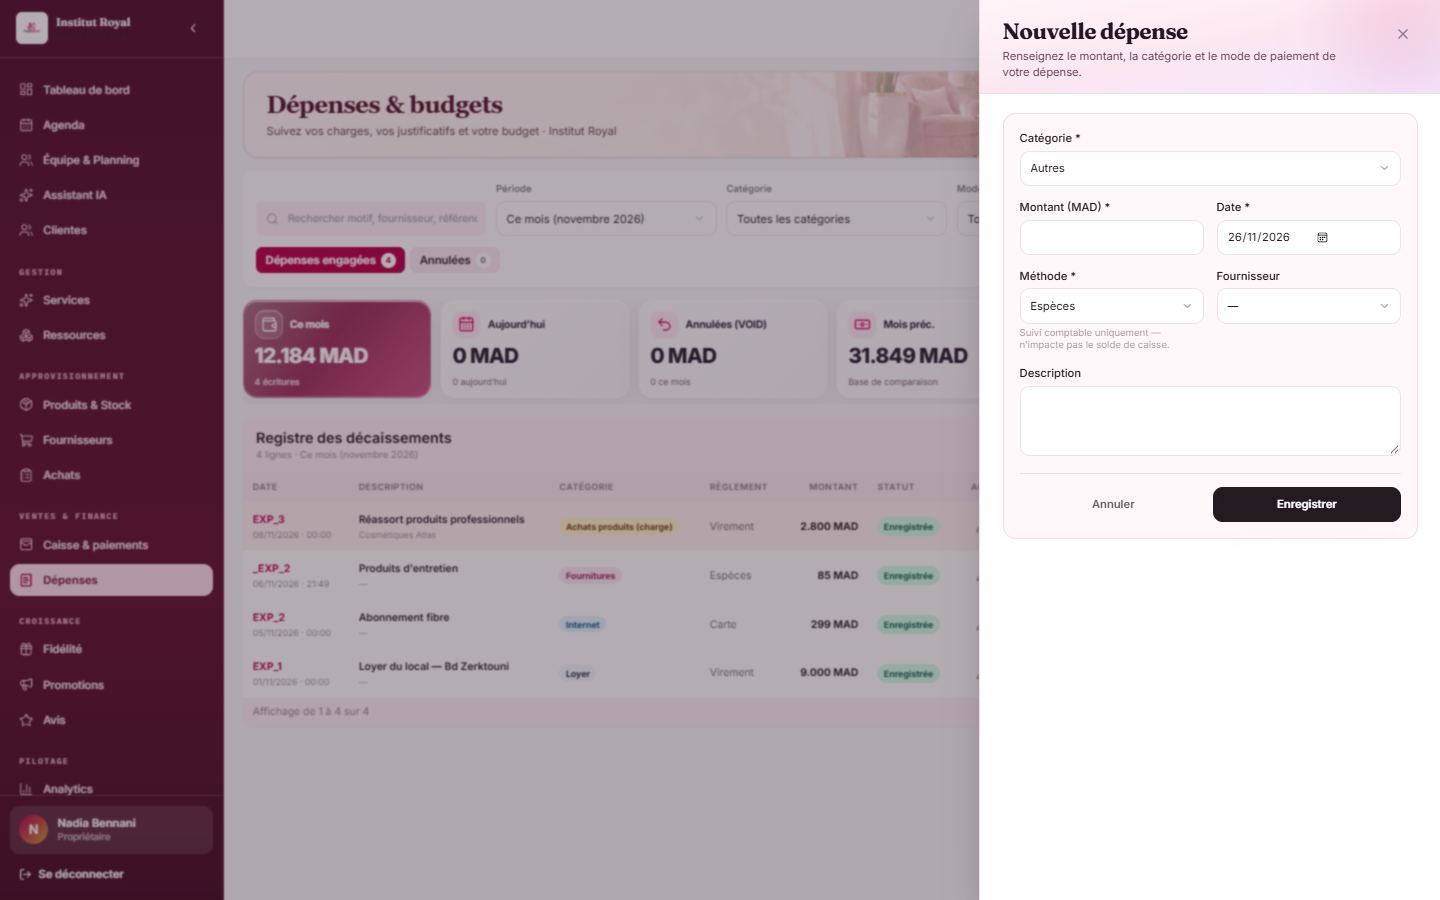 Institut Royal
Tableau de bord
Agenda
Équipe & Planning
Assistant IA
Clientes
GESTION
Services
Ressources
APPROVISIONNEMENT
Produits & Stock
Fournisseurs
Achats
VENTES & FINANCE
Caisse & paiements
Dépenses
CROISSANCE
Fidélité
Promotions
Avis
PILOTAGE
Analytics
N
Nadia Bennani
Propriétaire
Se déconnecter
Dépenses & budgets
Suivez vos charges, vos justificatifs et votre budget · Institut Royal
Période
Catégorie
Rechercher motif, fournisseur, référenc
Ce mois (novembre 2026)
Toutes les catégories
Dépenses engagées 4
Annulées 0
Ce mois
12.184 MAD
4 écritures
Aujourd'hui
0 MAD
0 aujourd'hui
Annulées (VOID)
0 MAD
0 ce mois
Mois préc.
31.849 MAD
Base de comparaison
Registre des décaissements
4 lignes · Ce mois (novembre 2026)
DATE DESCRIPTION CATÉGORIE RÈGLEMENT MONTANT STATUT
EXP_3 Réassort produits professionnels Achats produits (charge) Virement 2.800 MAD Enregistrée
08/11/2026 · 00:00 Cosmétiques Atlas
_EXP_2 Produits d'entretien Fournitures Espèces 85 MAD Enregistrée
06/11/2026 · 21:49 —
EXP_2 Abonnement fibre Internet Carte 299 MAD Enregistrée
05/11/2026 · 00:00 —
EXP_1 Loyer du local — Bd Zerktouni Loyer Virement 9.000 MAD Enregistrée
01/11/2026 · 00:00 —
Affichage de 1 à 4 sur 4
Nouvelle dépense
Renseignez le montant, la catégorie et le mode de paiement de
votre dépense.
Catégorie *
Autres
Montant (MAD) *
Date *
26/11/2026
Méthode *
Fournisseur
Espèces
—
Suivi comptable uniquement —
n'impacte pas le solde de caisse.
Description
Annuler
Enregistrer